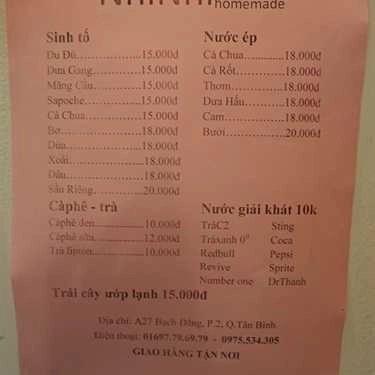 homemade
Sinh tố
Đu Đủ.................15.000đ
Dưa Gang............15.000đ
Mãng Cầu............15.000đ
Sapoche...............15.000đ
Cà Chua..............15.000đ
Bơ.......................18.000đ
Dừa.....................18.000đ
Xoài....................18.000đ
Dâu.....................18.000đ
Sầu Riêng............20.000đ
Càphê - trà
Càphê đen............10.000đ
Càphê sữa............12.000đ
Trà lipton.............10.000đ
Nước ép
Cà Chua...............18.000đ
Cà Rốt..................18.000đ
Thơm...................18.000đ
Dưa Hấu..............18.000đ
Cam.....................18.000đ
Bưởi.....................20.000đ
Nước giải khát 10k
TràC2 Sting
Tràxanh 0⁰ Coca
Redbull Pepsi
Revive Sprite
Number one DrThanh
Trái cây ướp lạnh 15.000đ
Địa chỉ: A27 Bạch Đằng, P.2, Q.Tân Bình.
Điện thoại: 01697.79.69.79 - 0975.534.305
GIAO HÀNG TẬN NƠI